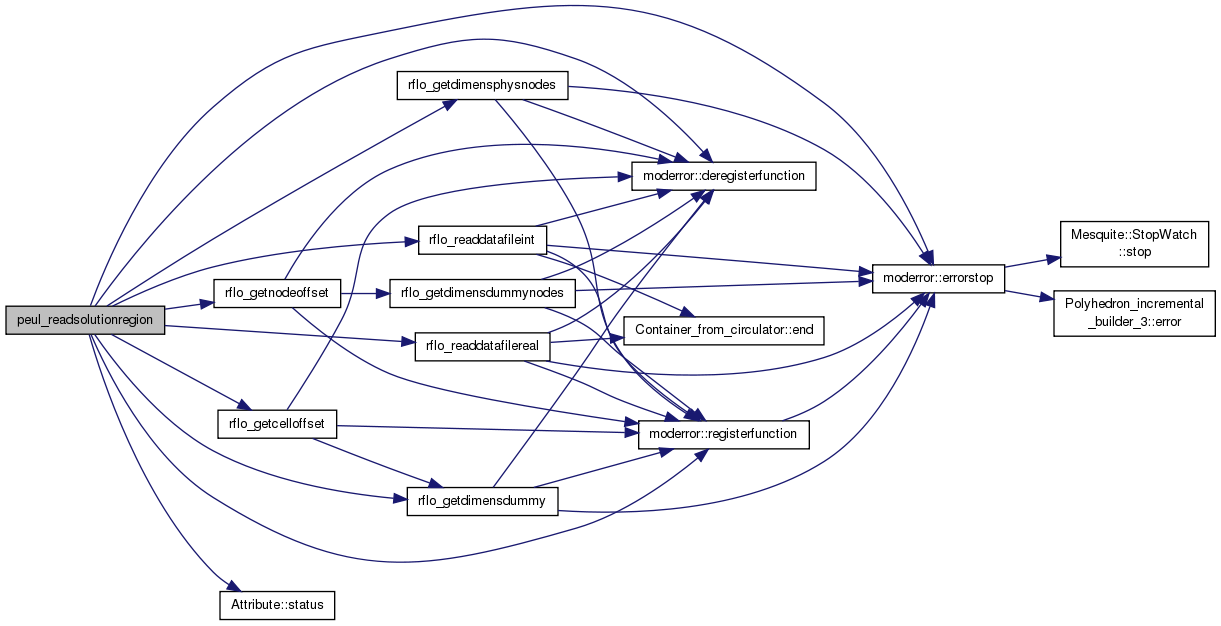 peul_readsolutionregion
rflo_getdimensphysnodes
moderror::deregisterfunction
rflo_readdatafileint
rflo_getnodeoffset
rflo_getdimensdummynodes
Container_from_circulator::end
rflo_readdatafilereal
rflo_getcelloffset
moderror::registerfunction
rflo_getdimensdummy
Attribute::status
moderror::errorstop
Mesquite::StopWatch
::stop
Polyhedron_incremental
_builder_3::error